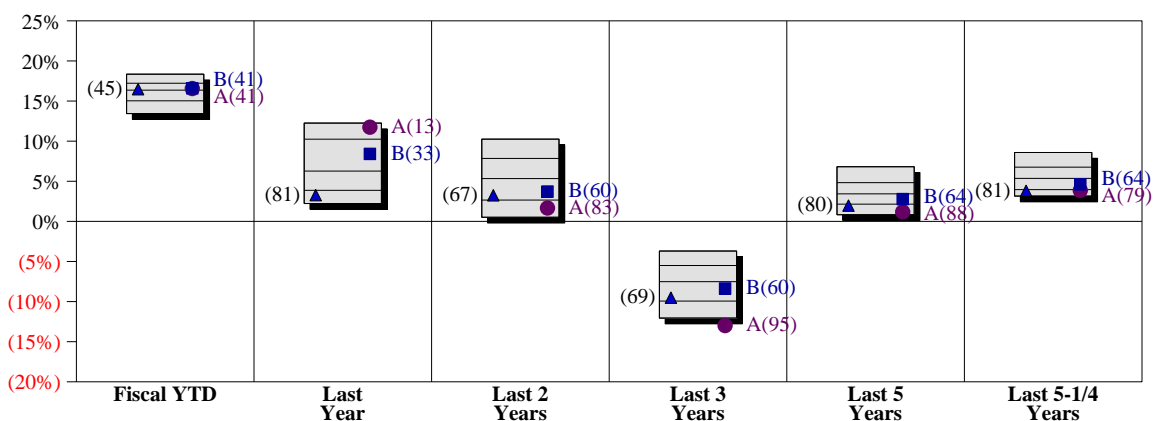 25%
20%
15%
10%
5%
0%
(5%)
(10%)
(15%)
(20%)
(45)
B(41)
A(41)
(81)
A(13)
B(33)
(67)
B(60)
A(83)
(69)
B(60)
A(95)
(80)
B(64)
A(88)
(81)
B(64)
A(79)
Fiscal YTD
Last
Year
Last 2
Years
Last 3
Years
Last 5
Years
Last 5-1/4
Years